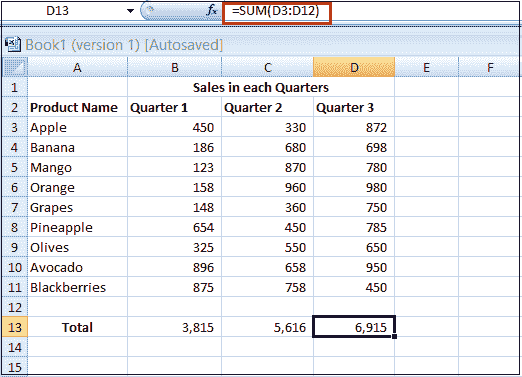 D13 fx =SUM(D3:D12)
Book1 (version 1) [Autosaved]
A B C D E F
1 Sales in each Quarters
2 Product Name Quarter 1 Quarter 2 Quarter 3
3 Apple 450 330 872
4 Banana 186 680 698
5 Mango 123 870 780
6 Orange 158 960 980
7 Grapes 148 360 750
8 Pineapple 654 450 785
9 Olives 325 550 650
10 Avocado 896 658 950
11 Blackberries 875 758 450
12
13 Total 3,815 5,616 6,915
14
15